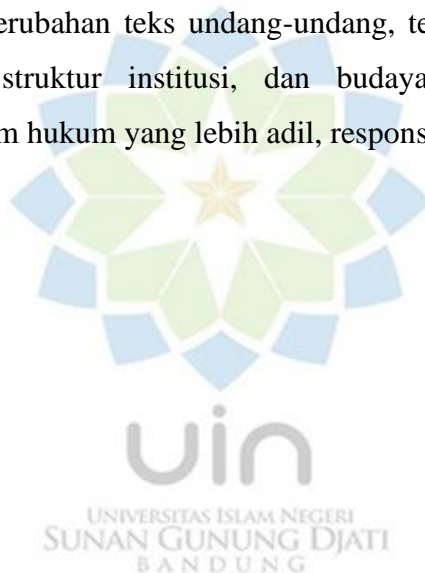 erubahan teks undang-undang, te
struktur institusi, dan budaya
m hukum yang lebih adil, respons
uin
UNIVERSITAS ISLAM NEGERI
SUNAN GUNUNG DJATI
BANDUNG